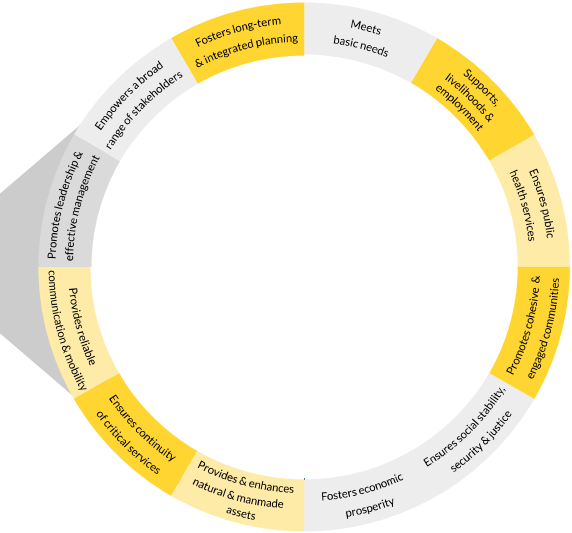 Meets
basic needs
Supports,
livelihoods &
employment
Ensures public
health services
Promotes cohesive &
engaged communities
Ensures social stability,
security & justice
Fosters economic
prosperity
Provides & enhances
natural & manmade
assets
Ensures continuity
of critical services
Provides reliable
communication & mobility
Promotes leadership &
effective management
Empowers a broad
range of stakeholders
Fosters long-term
& integrated planning